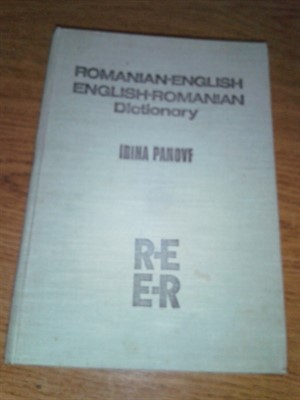 ROMANIAN-ENGLISH
ENGLISH-ROMANIAN
Dictionary
IRINA PANOVF
R-E
E-R